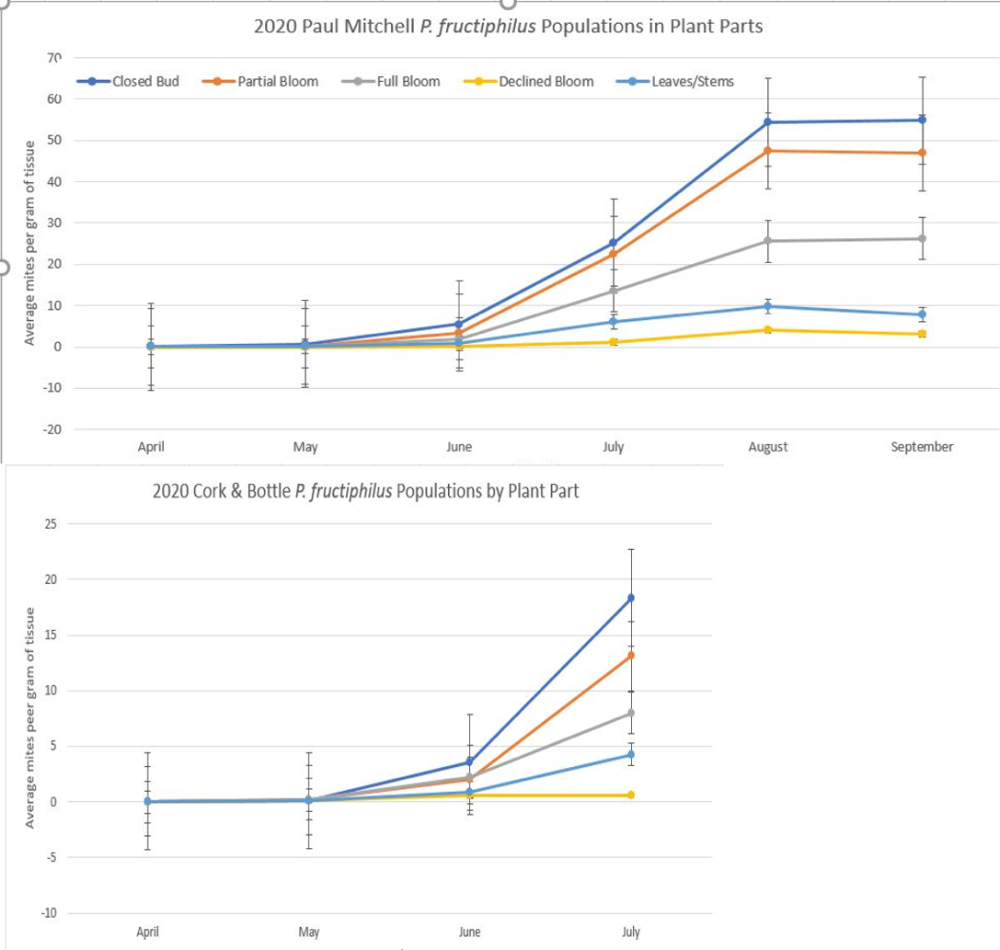 2020 Paul Mitchell P. fructiphilus Populations in Plant Parts
70
Closed Bud Partial Bloom Full Bloom Declined Bloom Leaves/Stems
60
50
40
30
20
10
0
-10
-20
Average mites per gram of tissue
April May June July August September
2020 Cork & Bottle P. fructiphilus Populations by Plant Part
25
20
15
10
5
0
-5
-10
Average mites peer gram of tissue
April May June July